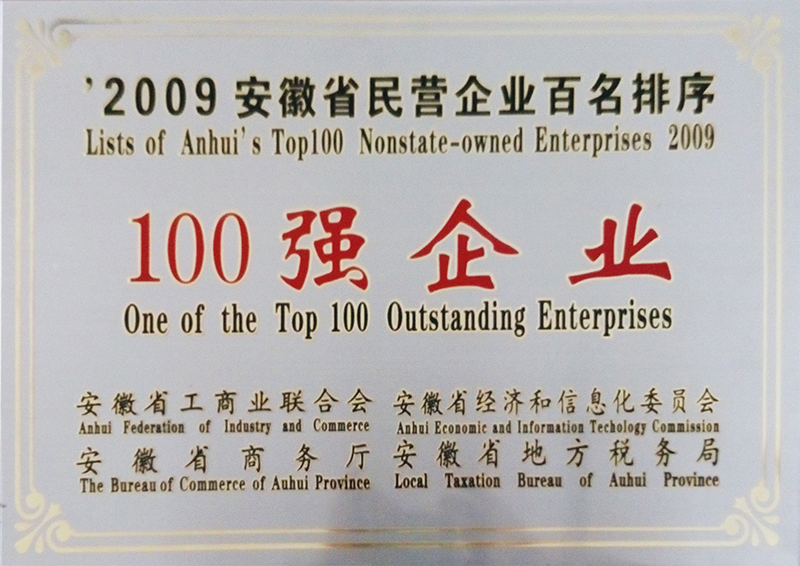 '2009 安徽省民营企业百名排序
Lists of Anhui's Top100 Nonstate-owned Enterprises 2009
100强企业
One of the Top 100 Outstanding Enterprises
安徽省工商业联合会
Anhui Federation of Industry and Commerce
安徽省经济和信息化委员会
Anhui Economic and Information Techology Commission
安徽省商务厅
The Bureau of Commerce of Auhui Province
安徽省地方税务局
Local Taxation Bureau of Auhui Province